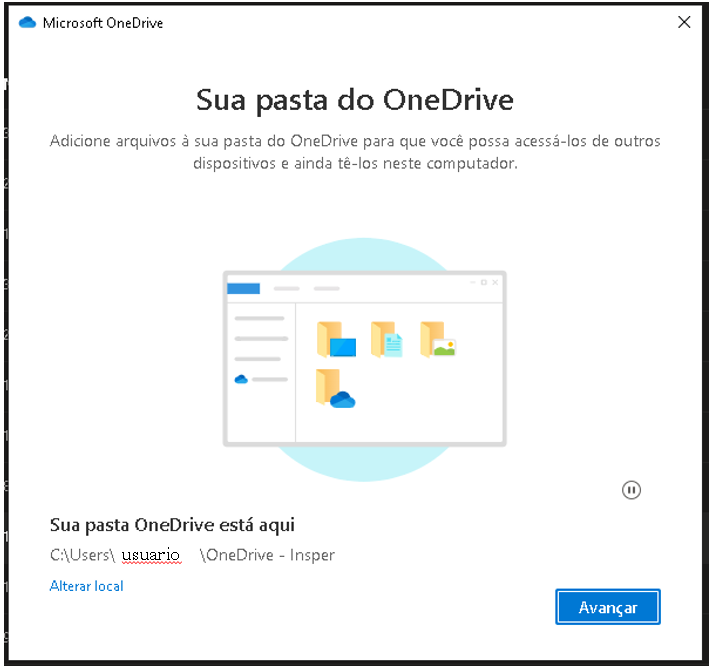 Microsoft OneDrive
Sua pasta do OneDrive
Adicione arquivos à sua pasta do OneDrive para que você possa acessá-los de outros
dispositivos e ainda tê-los neste computador.
Sua pasta OneDrive está aqui
C:\Users\ usuario \OneDrive - Insper
Alterar local
Avançar